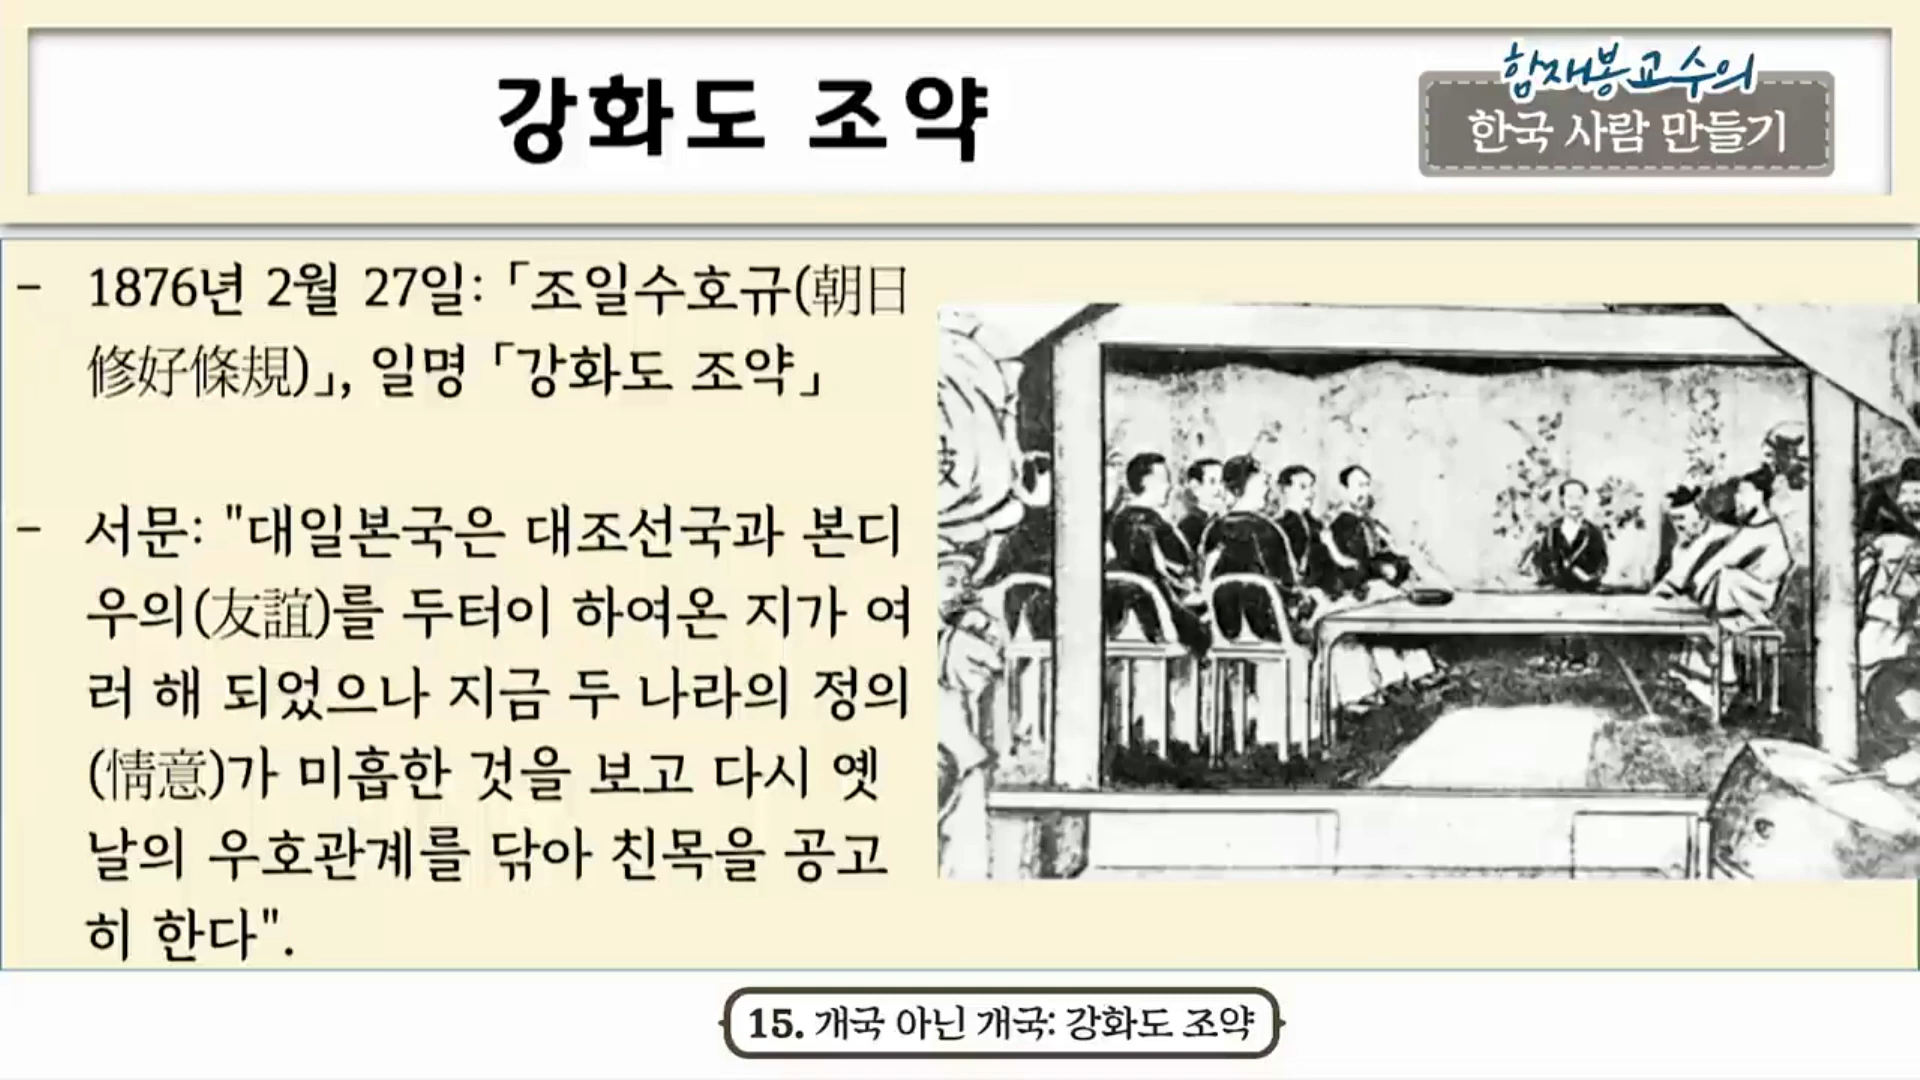 강화도 조약
함재봉교수의
한국 사람 만들기
- 1876년 2월 27일: 「조일수호규(朝日
修好條規)」, 일명 「강화도 조약」
- 서문: "대일본국은 대조선국과 본디
우의(友誼)를 두터이 하여온 지가 여
러 해 되었으나 지금 두 나라의 정의
(情意)가 미흡한 것을 보고 다시 옛
날의 우호관계를 닦아 친목을 공고
히 한다".
15. 개국 아닌 개국: 강화도 조약